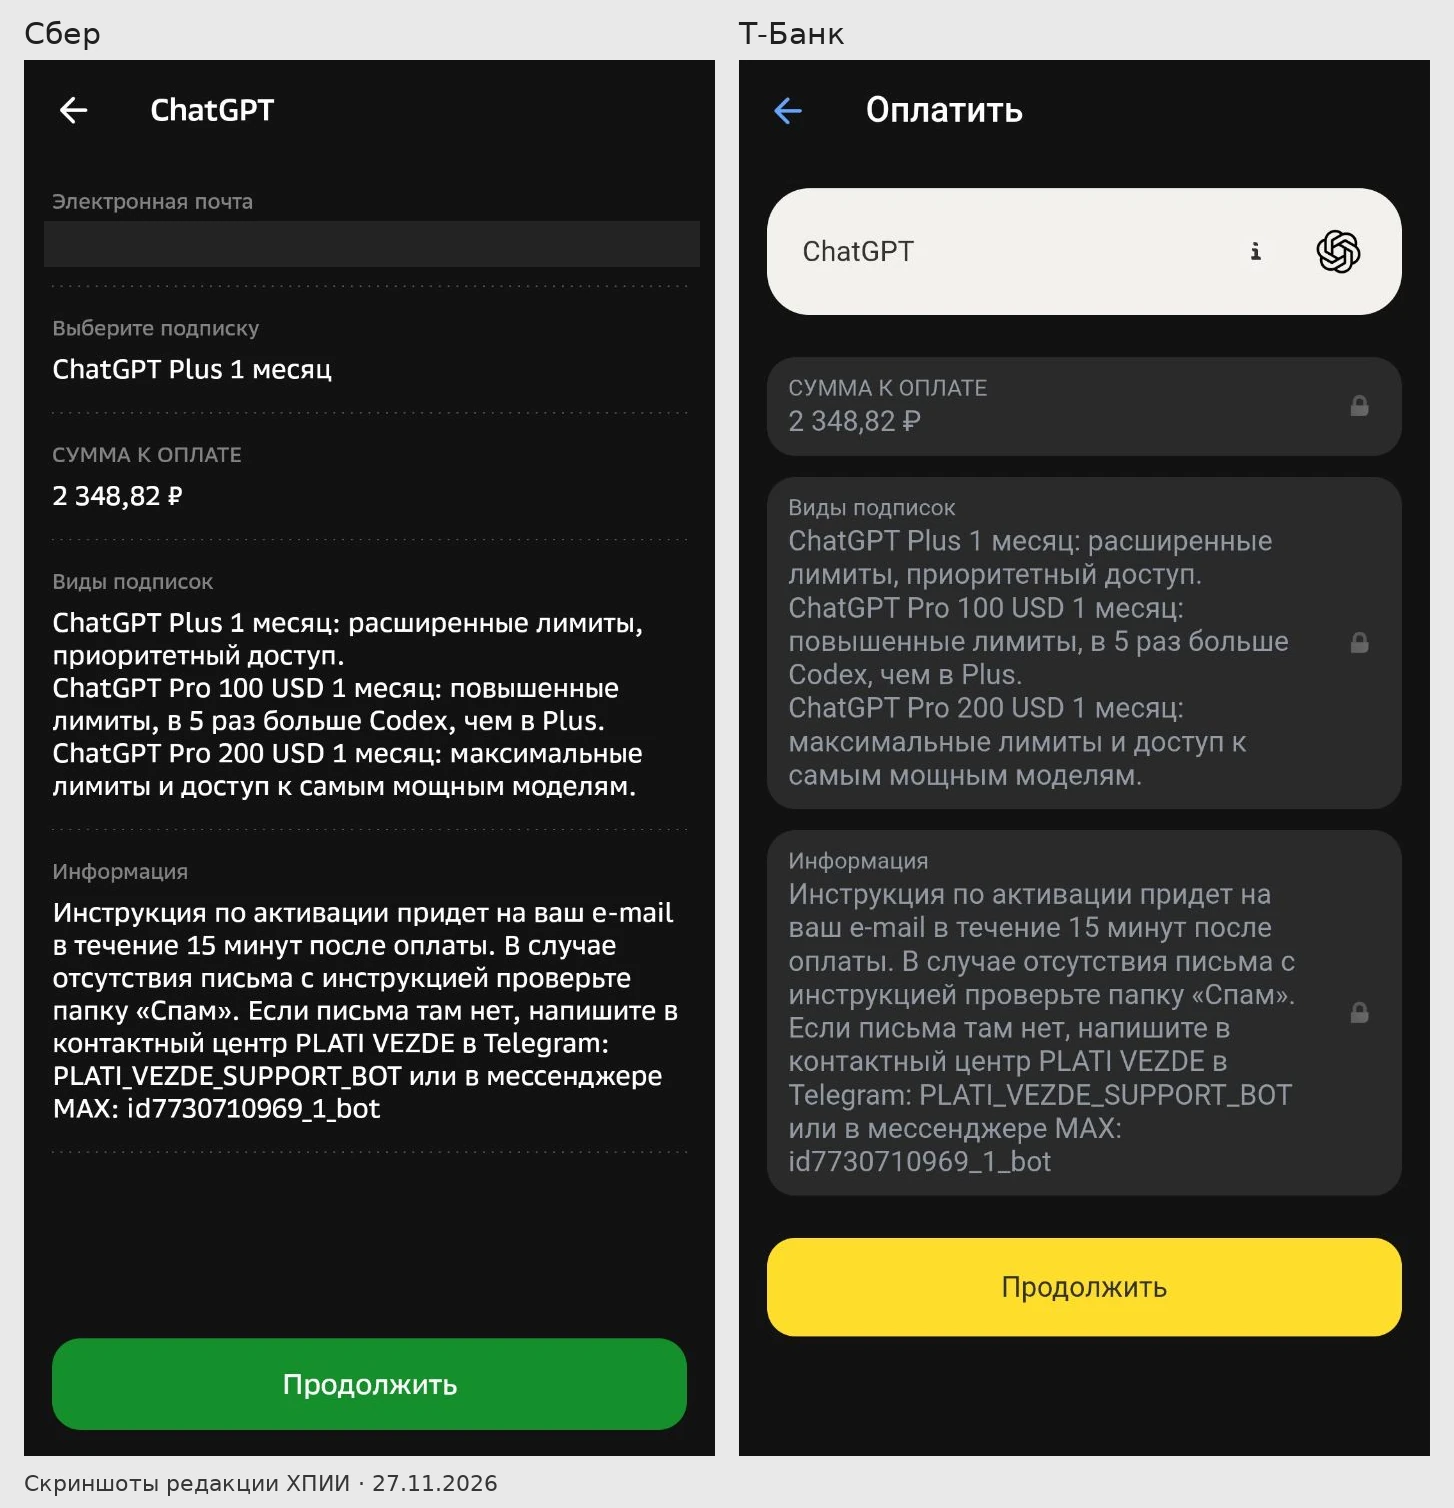 Сбер
ChatGPT
Электронная почта
Выберите подписку
ChatGPT Plus 1 месяц
СУММА К ОПЛАТЕ
2 348,82 ₽
Виды подписок
ChatGPT Plus 1 месяц: расширенные лимиты,
приоритетный доступ.
ChatGPT Pro 100 USD 1 месяц: повышенные
лимиты, в 5 раз больше Codex, чем в Plus.
ChatGPT Pro 200 USD 1 месяц: максимальные
лимиты и доступ к самым мощным моделям.
Информация
Инструкция по активации придет на ваш e-mail
в течение 15 минут после оплаты. В случае
отсутствия письма с инструкцией проверьте
папку «Спам». Если письма там нет, напишите в
контактный центр PLATI VEZDE в Telegram:
PLATI_VEZDE_SUPPORT_BOT или в мессенджере
MAX: id7730710969_1_bot
Продолжить
Т-Банк
Оплатить
ChatGPT
СУММА К ОПЛАТЕ
2 348,82 ₽
Виды подписок
ChatGPT Plus 1 месяц: расширенные
лимиты, приоритетный доступ.
ChatGPT Pro 100 USD 1 месяц:
повышенные лимиты, в 5 раз больше
Codex, чем в Plus.
ChatGPT Pro 200 USD 1 месяц:
максимальные лимиты и доступ к
самым мощным моделям.
Информация
Инструкция по активации придет на
ваш e-mail в течение 15 минут после
оплаты. В случае отсутствия письма с
инструкцией проверьте папку «Спам».
Если письма там нет, напишите в
контактный центр PLATI VEZDE в
Telegram: PLATI_VEZDE_SUPPORT_BOT
или в мессенджере MAX:
id7730710969_1_bot
Продолжить
Скриншоты редакции ХПИИ · 27.11.2026